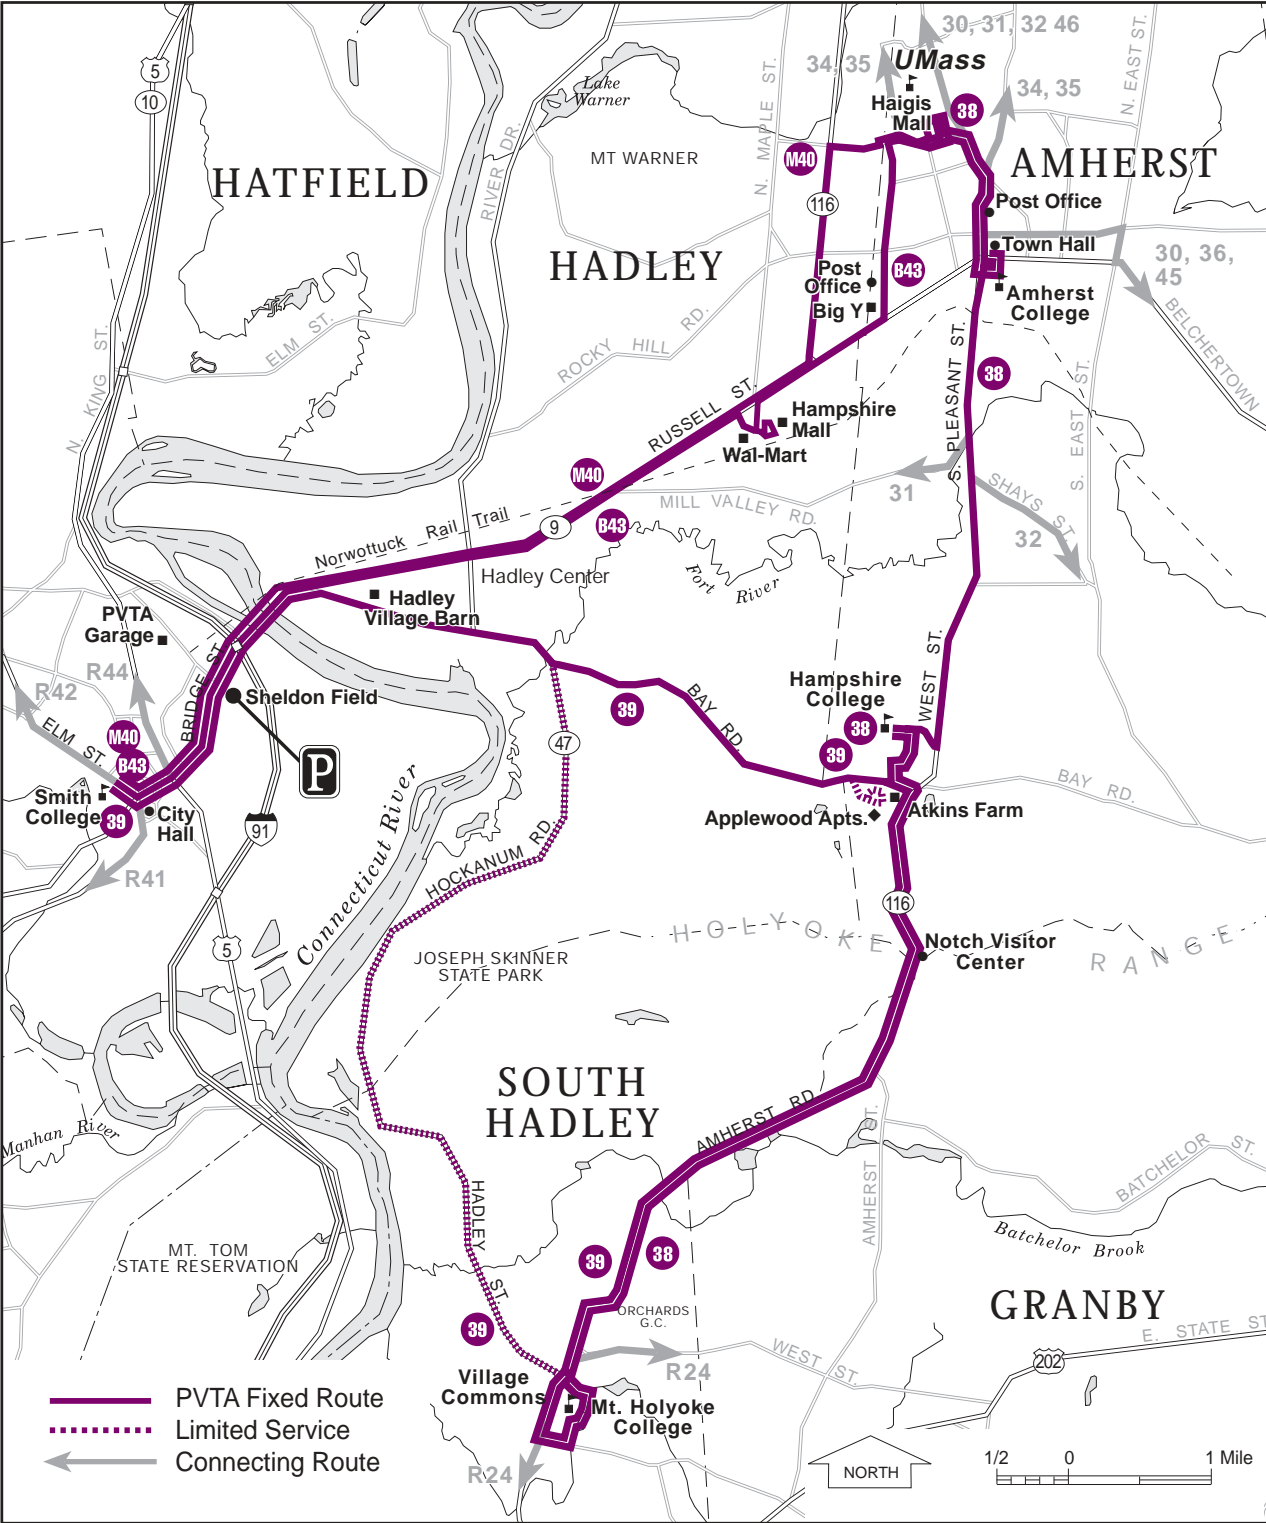 30, 31, 32 46
34, 35
UMass
Haigis
Mall
38
34, 35
N. EAST ST.
5
10
Lake
Warner
N. MAPLE ST.
RIVER DR.
MT WARNER
M40
AMHERST
HATFIELD
116
Post Office
HADLEY
Town Hall
30, 36,
45
Post
Office
B43
Big Y
Amherst
College
BELCHERTOWN
N. KING ST.
ELM ST.
ROCKY HILL RD.
S. PLEASANT ST.
38
S. EAST ST.
RUSSELL ST.
Hampshire
Mall
Wal-Mart
M40
MILL VALLEY RD.
31
SHAYS ST.
32
9
B43
Norwottuck Rail Trail
Hadley Center
Fort River
Hadley
Village Barn
PVTA
Garage
R44
R42
BRIDGE ST.
Sheldon Field
WEST ST.
Hampshire
College
38
39
39
BAY RD.
ELM ST.
M40
B43
47
P
BAY RD.
Smith
College
39
City
Hall
91
Applewood Apts.
Atkins Farm
R41
Connecticut River
HOCKANUM RD.
116
5
HOLYOKE RANGE
Notch Visitor
Center
JOSEPH SKINNER
STATE PARK
SOUTH
HADLEY
AMHERST RD
Manhan River
AMHERST ST.
BATCHELOR ST.
HADLEY ST.
Batchelor Brook
MT. TOM
STATE RESERVATION
39
38
ORCHARDS
G.C.
GRANBY
E. STATE ST
39
202
R24
WEST ST.
Village
Commons
Mt. Holyoke
College
R24
PVTA Fixed Route
Limited Service
Connecting Route
NORTH
1/2 0 1 Mile